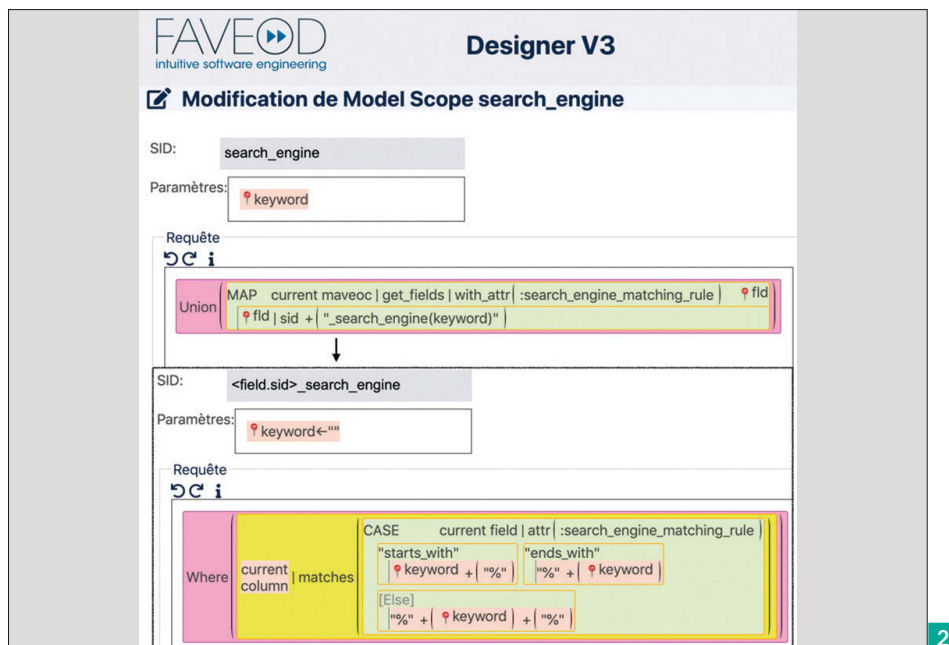 FAVEOD
intuitive software engineering
Designer V3
Modification de Model Scope search_engine
SID: search_engine
Paramètres: keyword
Requête
i
Union ( MAP current maveoc | get_fields | with_attr( :search_engine_matching_rule ) fld
fld | sid + ( "_search_engine(keyword)" )
SID: <field.sid>_search_engine
Paramètres: keyword←""
Requête
i
CASE current field | attr( :search_engine_matching_rule )
"starts_with" "ends_with"
keyword + ( "%" ) "%" + ( keyword )
Where current column | matches
[Else]
"%" + ( keyword ) + ( "%" )
2